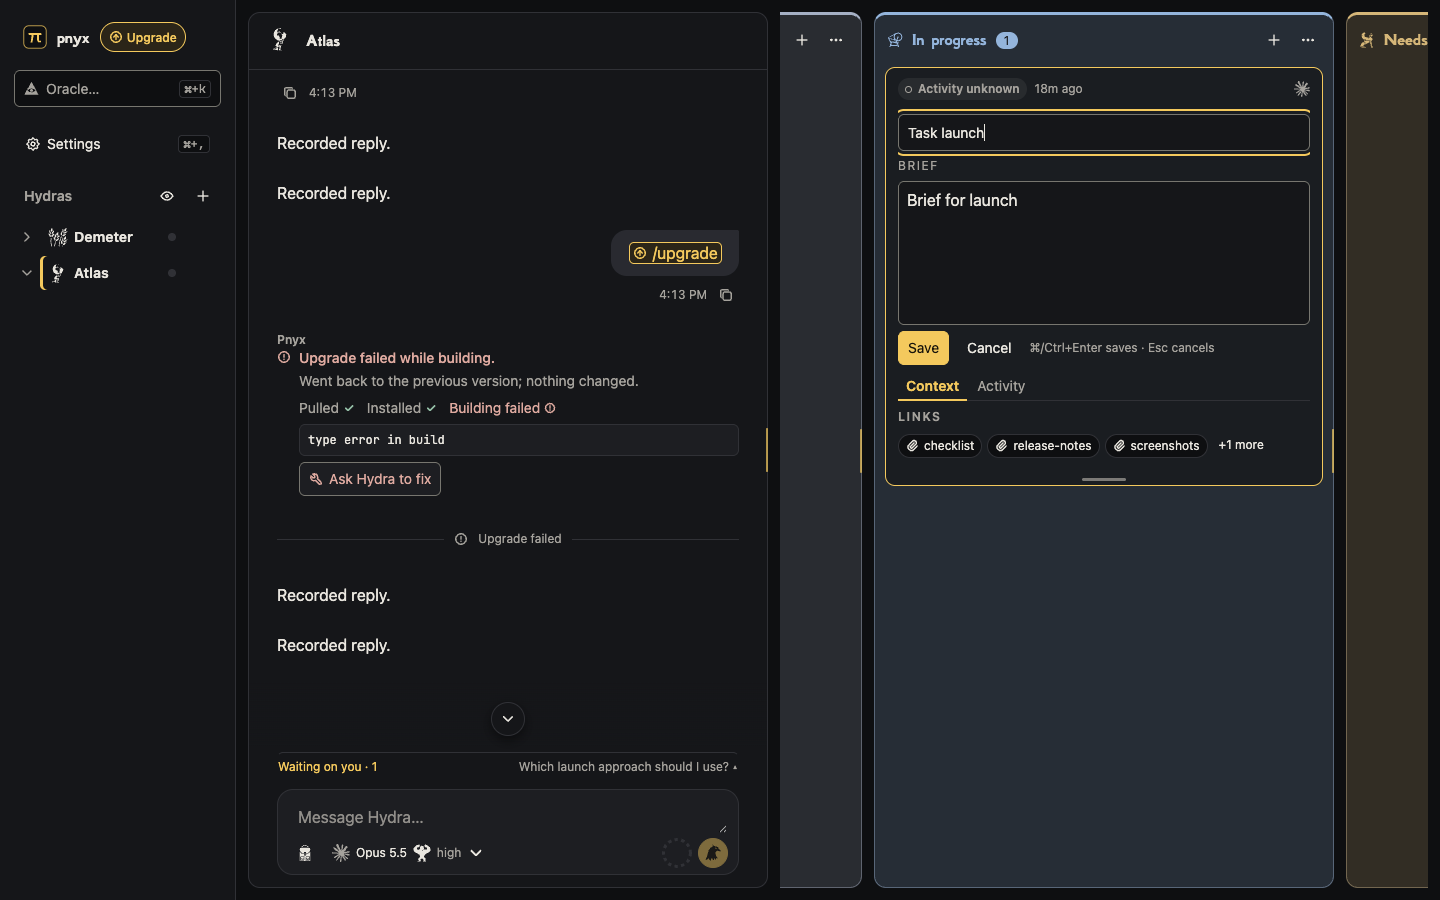 pnyx
Upgrade
Oracle...
⌘+k
Settings
⌘+,
Hydras
Demeter
Atlas
Atlas
4:13 PM
Recorded reply.
Recorded reply.
/upgrade
4:13 PM
Pnyx
Upgrade failed while building.
Went back to the previous version; nothing changed.
Pulled ✓ Installed ✓ Building failed
type error in build
Ask Hydra to fix
Upgrade failed
Recorded reply.
Recorded reply.
Waiting on you · 1
Which launch approach should I use?
Message Hydra...
Opus 5.5
high
In progress 1
Activity unknown
18m ago
Task launch
BRIEF
Brief for launch
Save
Cancel
⌘/Ctrl+Enter saves · Esc cancels
Context
Activity
LINKS
checklist
release-notes
screenshots
+1 more
Needs